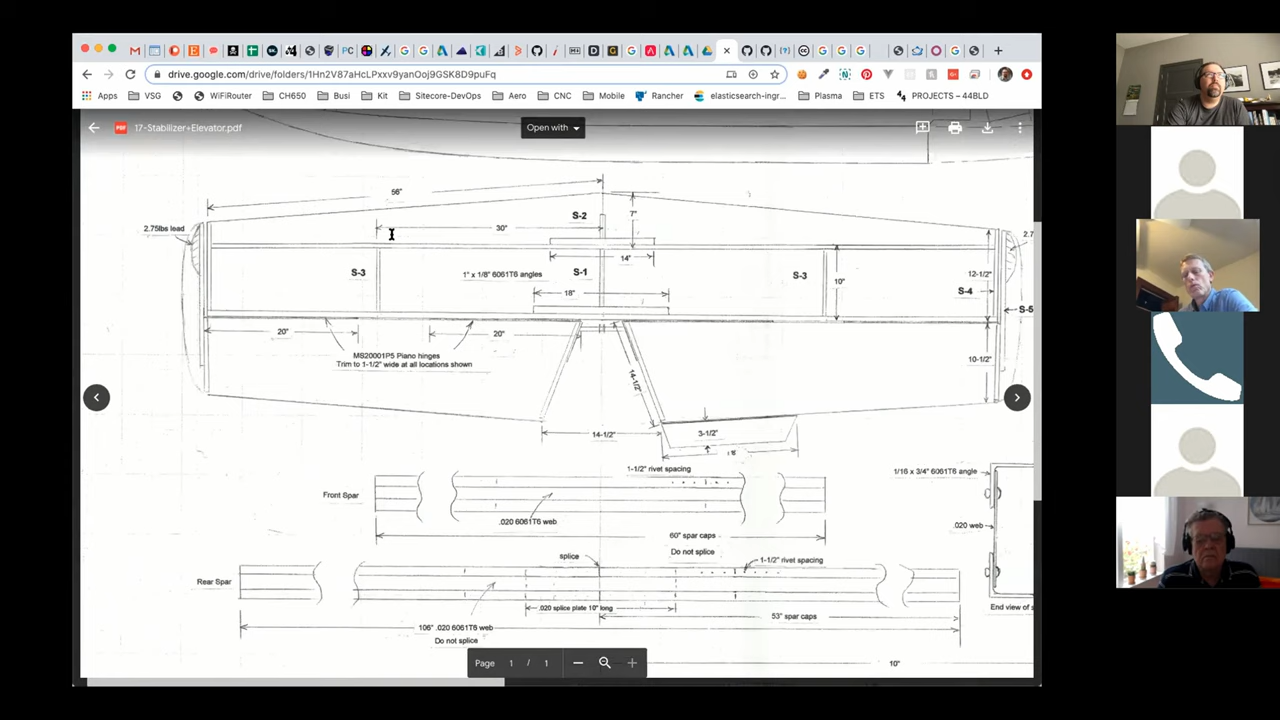 drive.google.com/drive/folders/1Hn2V87aHcLPxxv9yanOoj9GSK8D9puFq
Apps
VSG
WiFiRouter
CH650
Busi
Kit
Sitecore-DevOps
Aero
CNC
Mobile
Rancher
elasticsearch-ingr...
Plasma
ETS
PROJECTS – 44BLD
PDF
17-Stabilizer+Elevator.pdf
Open with
56"
S-2
7"
2.75lbs lead
30"
2.7
14"
S-3
1" x 1/8" 6061T6 angles
S-1
S-3
10"
12-1/2"
S-4
18"
S-5
20"
20"
MS20001P5 Piano hinges
Trim to 1-1/2" wide at all locations shown
10-1/2"
14-1/2"
14-1/2"
3-1/2"
1-1/2" rivet spacing
1/16 x 3/4" 6061T6 angle
Front Spar
.020 6061T6 web
.020 web
60" spar caps
Do not splice
splice
1-1/2" rivet spacing
Rear Spar
.020 splice plate 10" long
End view of s
53" spar caps
106" .020 6061T6 web
Do not splice
Page 1 / 1
10"